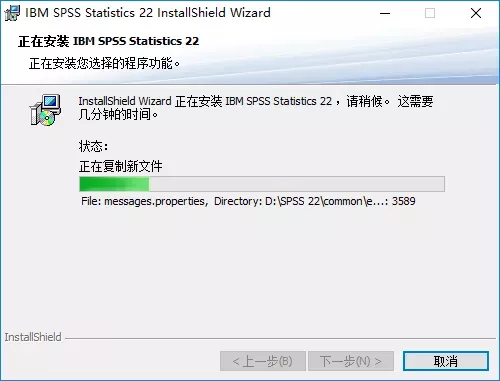 IBM SPSS Statistics 22 InstallShield Wizard
正在安装 IBM SPSS Statistics 22
正在安装您选择的程序功能。
InstallShield Wizard 正在安装 IBM SPSS Statistics 22 ，请稍候。 这需要
几分钟的时间。
状态：
正在复制新文件
File: messages.properties, Directory: D:\SPSS 22\common\e...: 3589
InstallShield
< 上一步(B)
下一步(N) >
取消